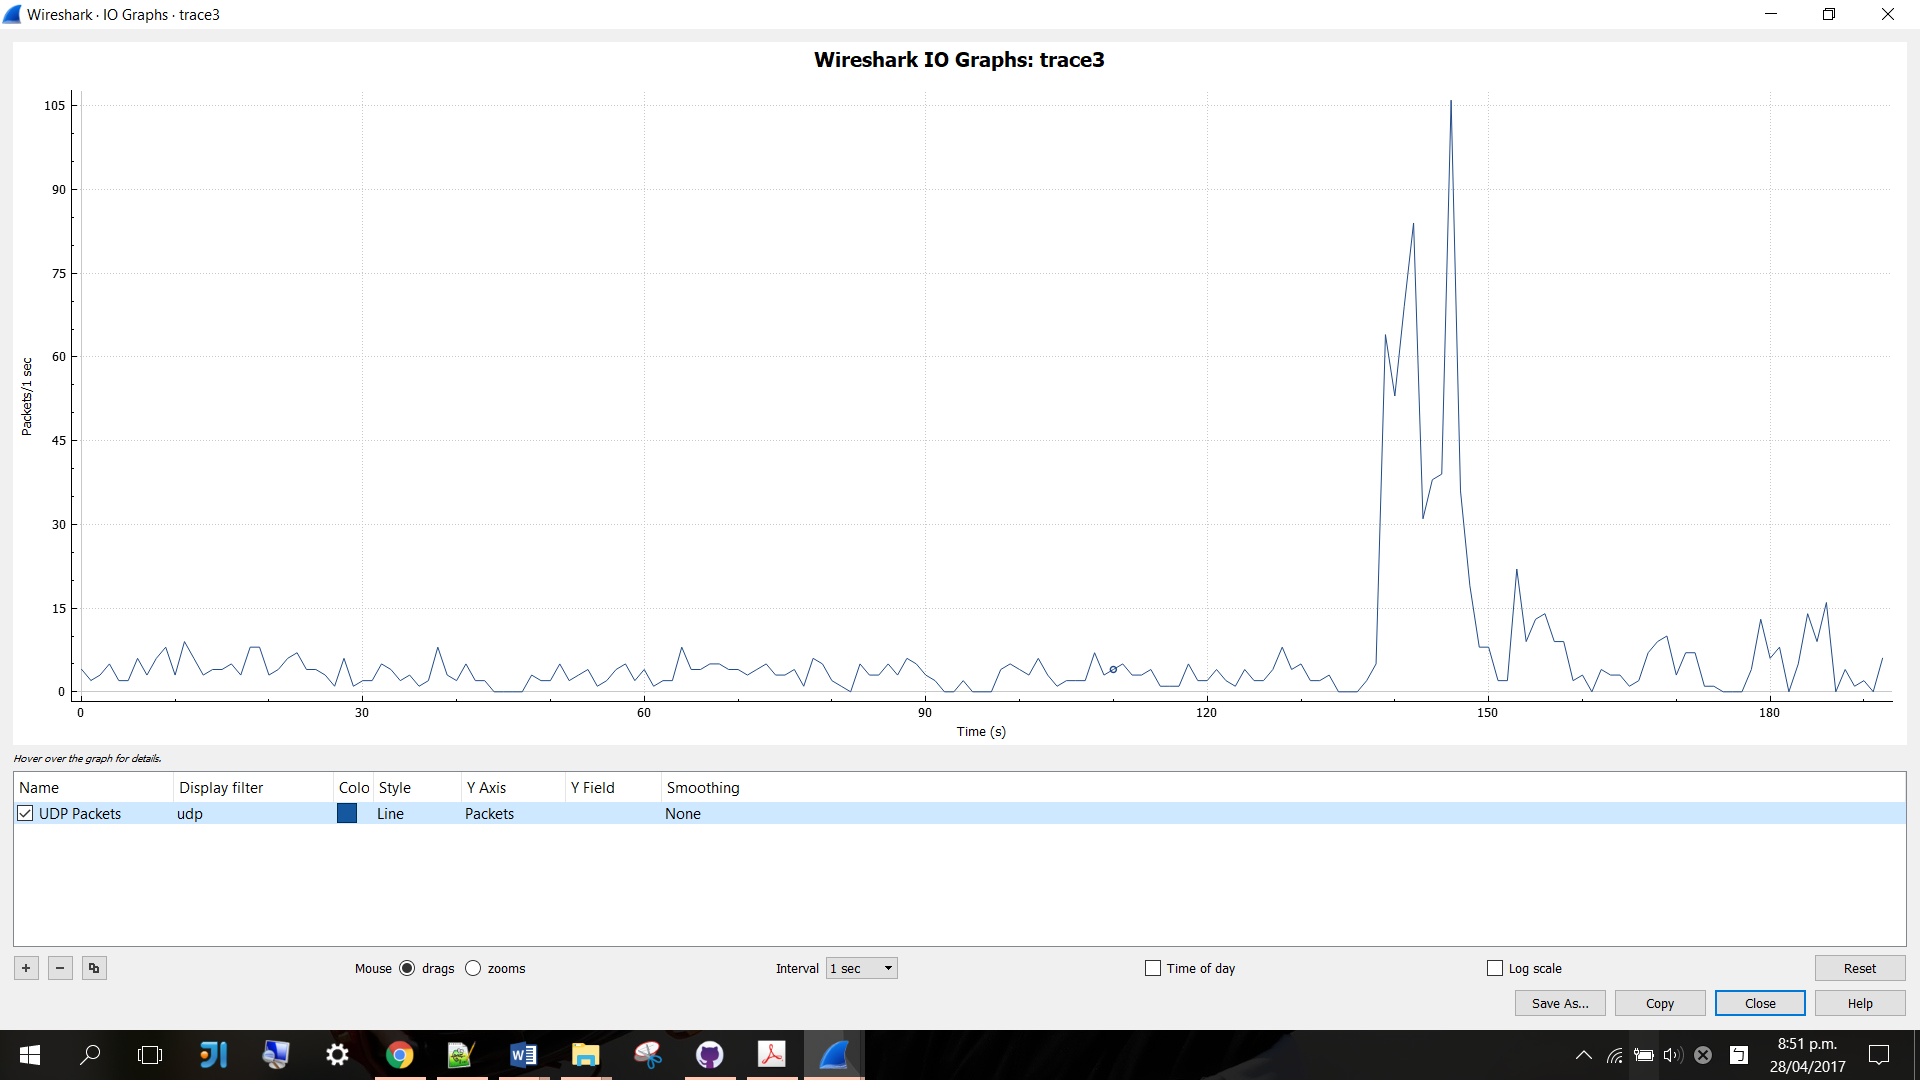 Wireshark · IO Graphs · trace3
Wireshark IO Graphs: trace3
105
90
75
60
45
30
15
0
Packets/1 sec
0 30 60 90 120 150 180
Time (s)
Hover over the graph for details.
Name Display filter Colo Style Y Axis Y Field Smoothing
UDP Packets udp Line Packets None
Mouse drags zooms Interval 1 sec Time of day Log scale Reset
Save As... Copy Close Help
8:51 p.m.
28/04/2017